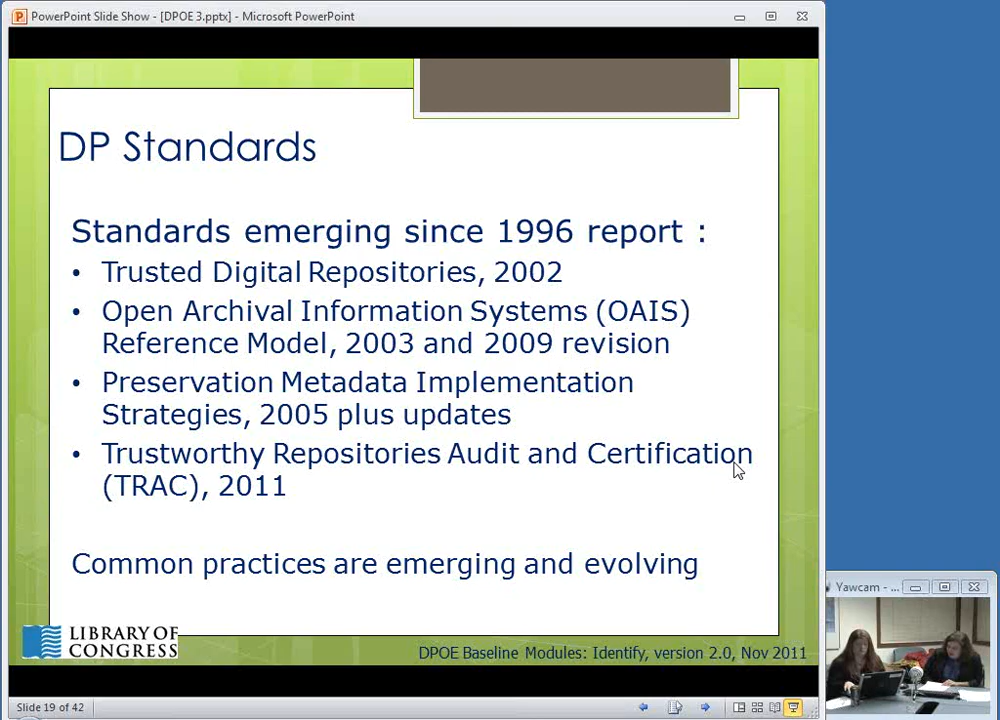 PowerPoint Slide Show - [DPOE 3.pptx] - Microsoft PowerPoint
DP Standards
Standards emerging since 1996 report :
• Trusted Digital Repositories, 2002
• Open Archival Information Systems (OAIS)
Reference Model, 2003 and 2009 revision
• Preservation Metadata Implementation
Strategies, 2005 plus updates
• Trustworthy Repositories Audit and Certification
(TRAC), 2011
Common practices are emerging and evolving
LIBRARY OF
CONGRESS
DPOE Baseline Modules: Identify, version 2.0, Nov 2011
Slide 19 of 42
Yawcam - ...